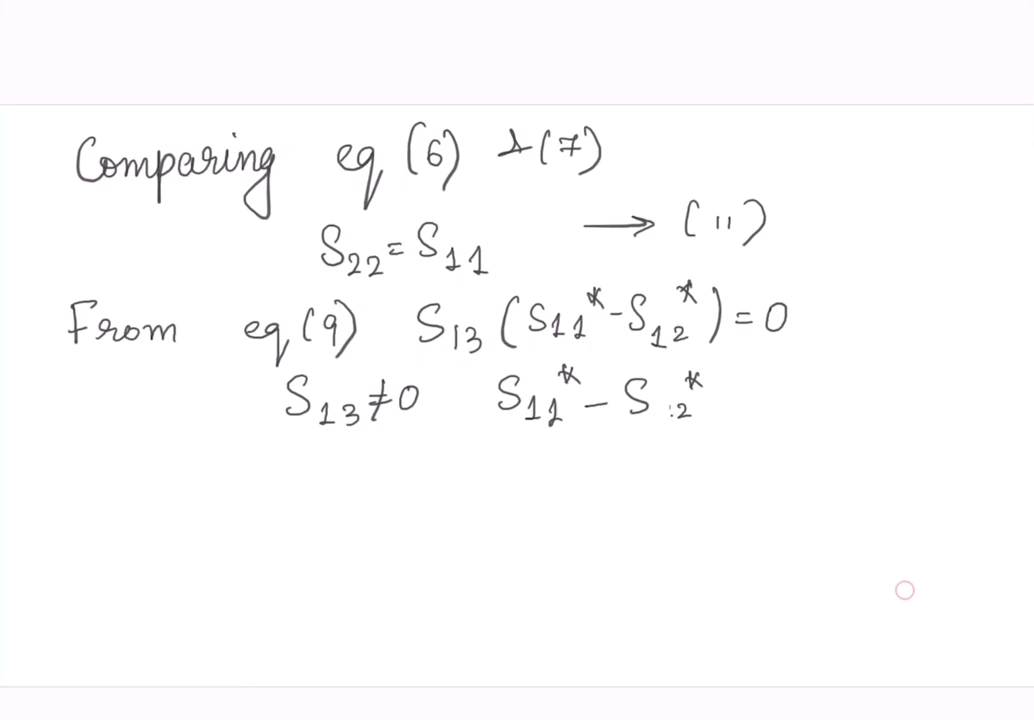 Comparing eq (6) & (7)
S₂₂ = S₁₁ → (11)
From eq (9) S₁₃ (S₁₁* - S₁₂*) = 0
S₁₃ ≠ 0 S₁₁* - S₁₂*